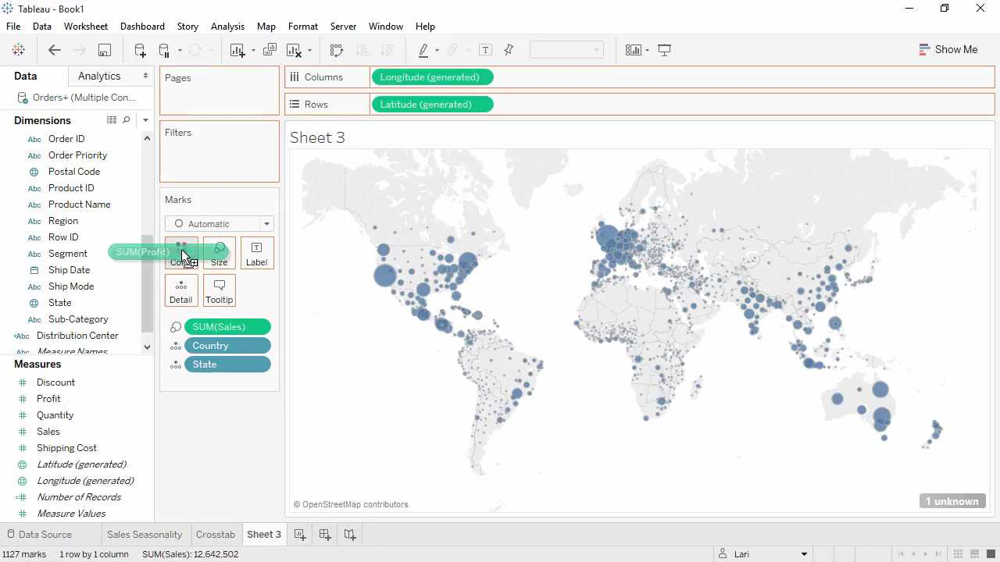 Tableau - Book1
File Data Worksheet Dashboard Story Analysis Map Format Server Window Help
Show Me
Data Analytics
Orders+ (Multiple Con...
Dimensions
Abc Order ID
Abc Order Priority
Postal Code
Abc Product ID
Abc Product Name
Abc Region
Abc Row ID
Abc Segment
Ship Date
Abc Ship Mode
State
Abc Sub-Category
=Abc Distribution Center
Abc Measure Names
Measures
# Discount
# Profit
# Quantity
# Sales
# Shipping Cost
Latitude (generated)
Longitude (generated)
=# Number of Records
# Measure Values
Pages
Filters
Marks
Automatic
SUM(Profit)
Size Label
T
Detail Tooltip
SUM(Sales)
Country
State
Columns Longitude (generated)
Rows Latitude (generated)
Sheet 3
© OpenStreetMap contributors
1 unknown
Data Source Sales Seasonality Crosstab Sheet 3
1127 marks 1 row by 1 column SUM(Sales): 12,642,502
Lari